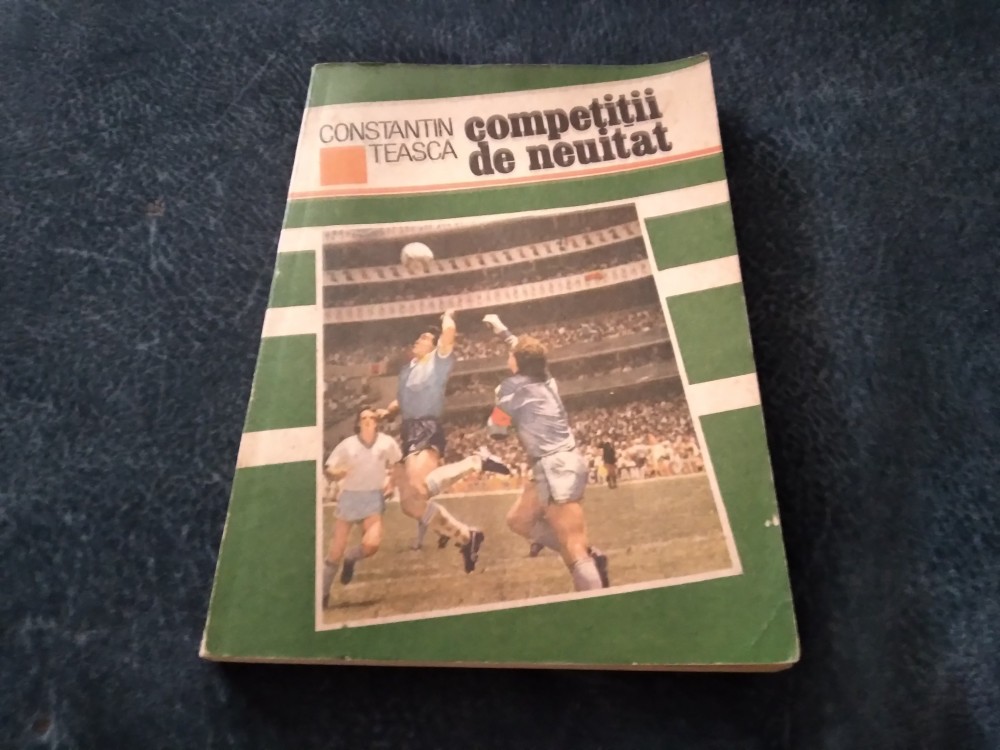 CONSTANTIN
TEASCA
competiții
de neuitat